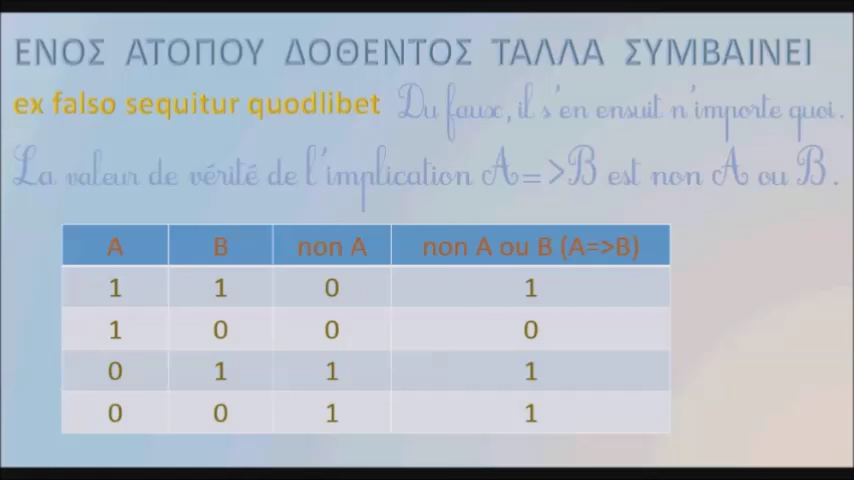 ΕΝΟΣ ΑΤΟΠΟΥ ΔΟΘΕΝΤΟΣ ΤΑΛΛΑ ΣΥΜΒΑΙΝΕΙ
ex falso sequitur quodlibet Du faux, il s'en ensuit n'importe quoi.
La valeur de vérité de l'implication A=>B est non A ou B.
A B non A non A ou B (A=>B)
1 1 0 1
1 0 0 0
0 1 1 1
0 0 1 1